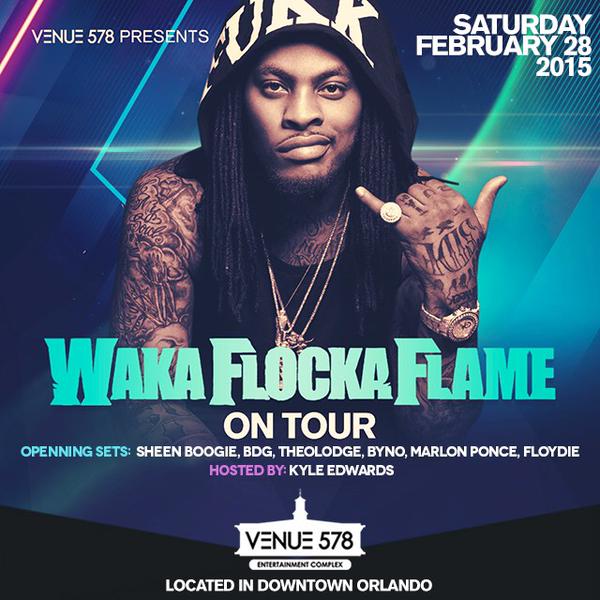 VENUE 578 PRESENTS
SATURDAY
FEBRUARY 28
2015
WAKA FLOCKA FLAME
ON TOUR
OPENNING SETS: SHEEN BOOGIE, BDG, THEOLODGE, BYNO, MARLON PONCE, FLOYDIE
HOSTED BY: KYLE EDWARDS
VENUE 578
ENTERTAINMENT COMPLEX
LOCATED IN DOWNTOWN ORLANDO